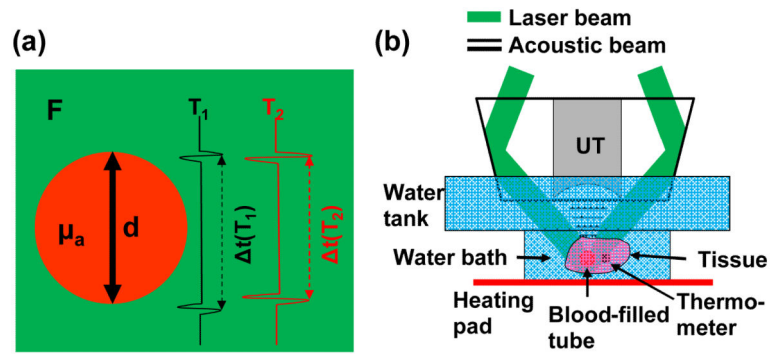 (a)
F
T₁
T₂
μₐ
d
Δt(T₁)
Δt(T₂)
(b)
Laser beam
Acoustic beam
UT
Water
tank
Water bath
Tissue
Heating
pad
Blood-filled
tube
Thermo-
meter